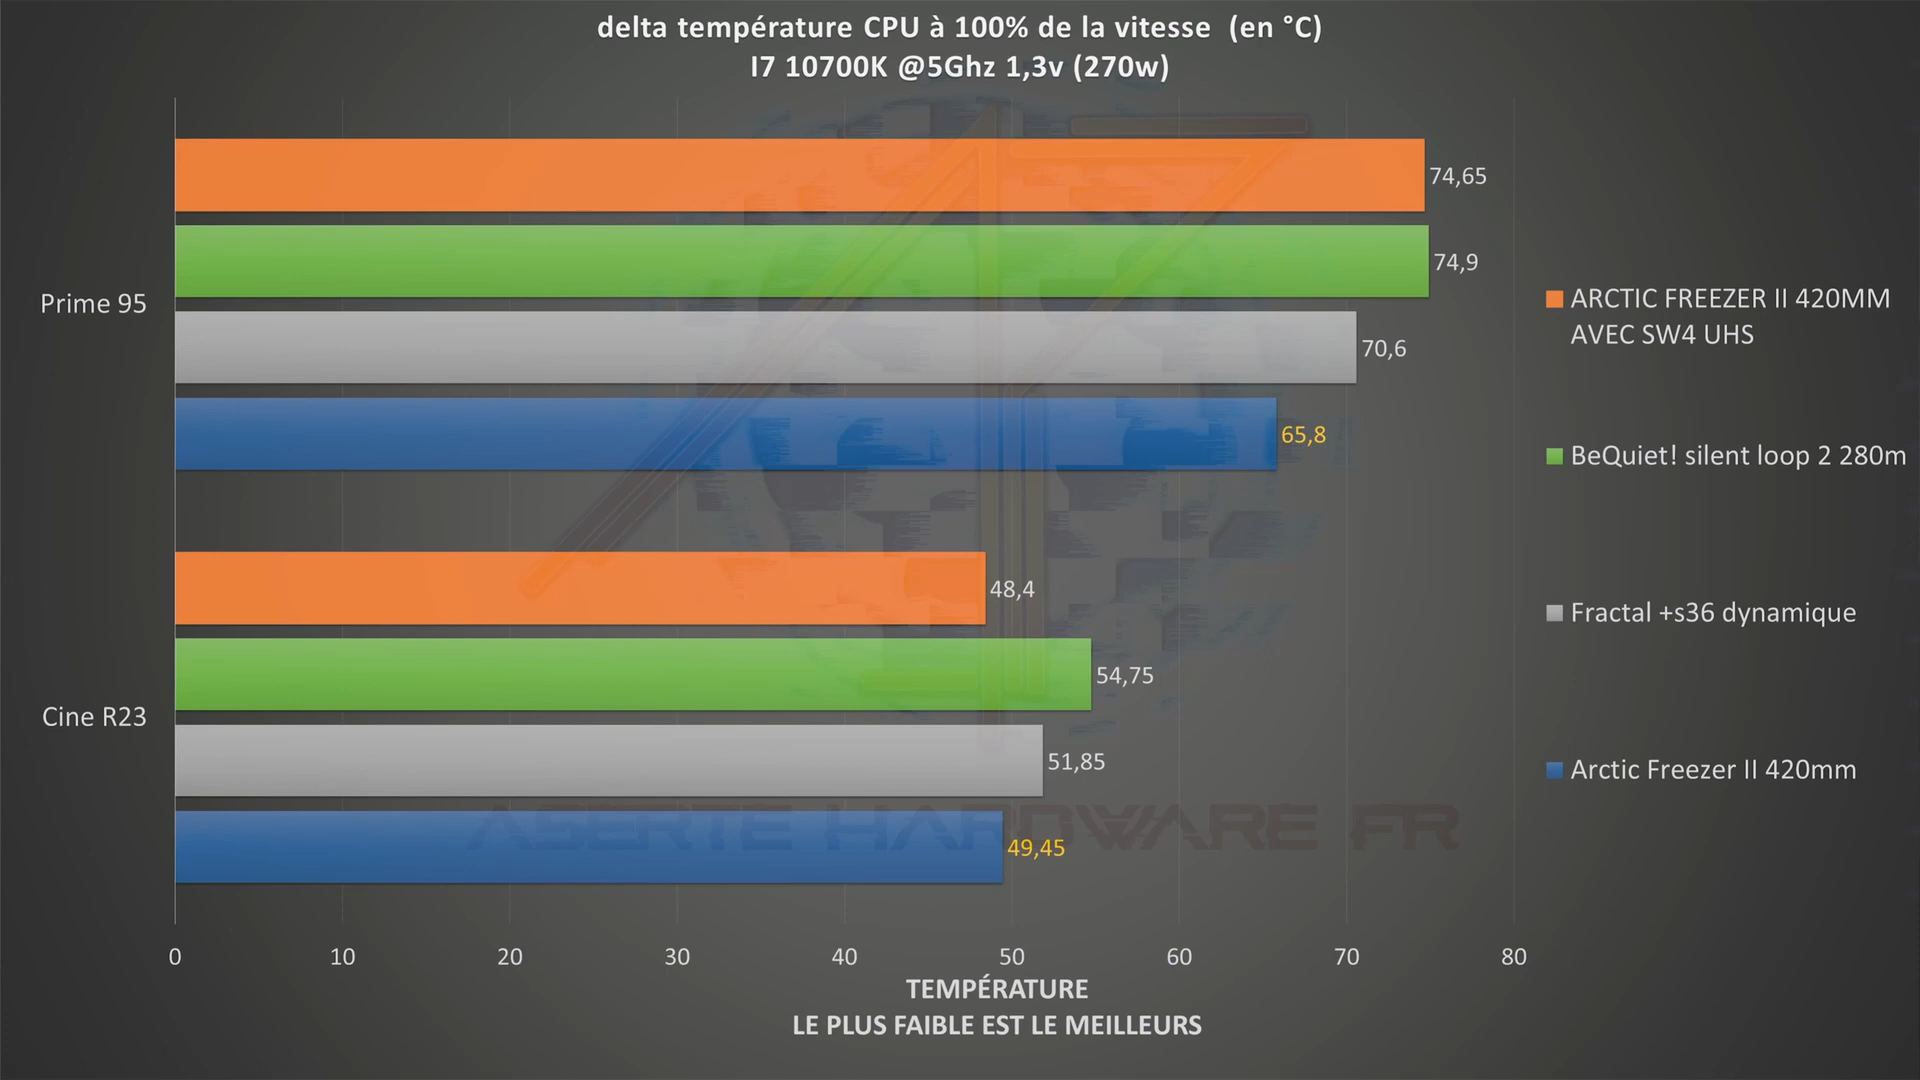 delta température CPU à 100% de la vitesse (en °C)
I7 10700K @5Ghz 1,3v (270w)
Prime 95
74,65
74,9
70,6
65,8
Cine R23
48,4
54,75
51,85
49,45
0 10 20 30 40 50 60 70 80
TEMPÉRATURE
LE PLUS FAIBLE EST LE MEILLEURS
ARCTIC FREEZER II 420MM
AVEC SW4 UHS
BeQuiet! silent loop 2 280m
Fractal +s36 dynamique
Arctic Freezer II 420mm
ASERTE HARDWARE FR